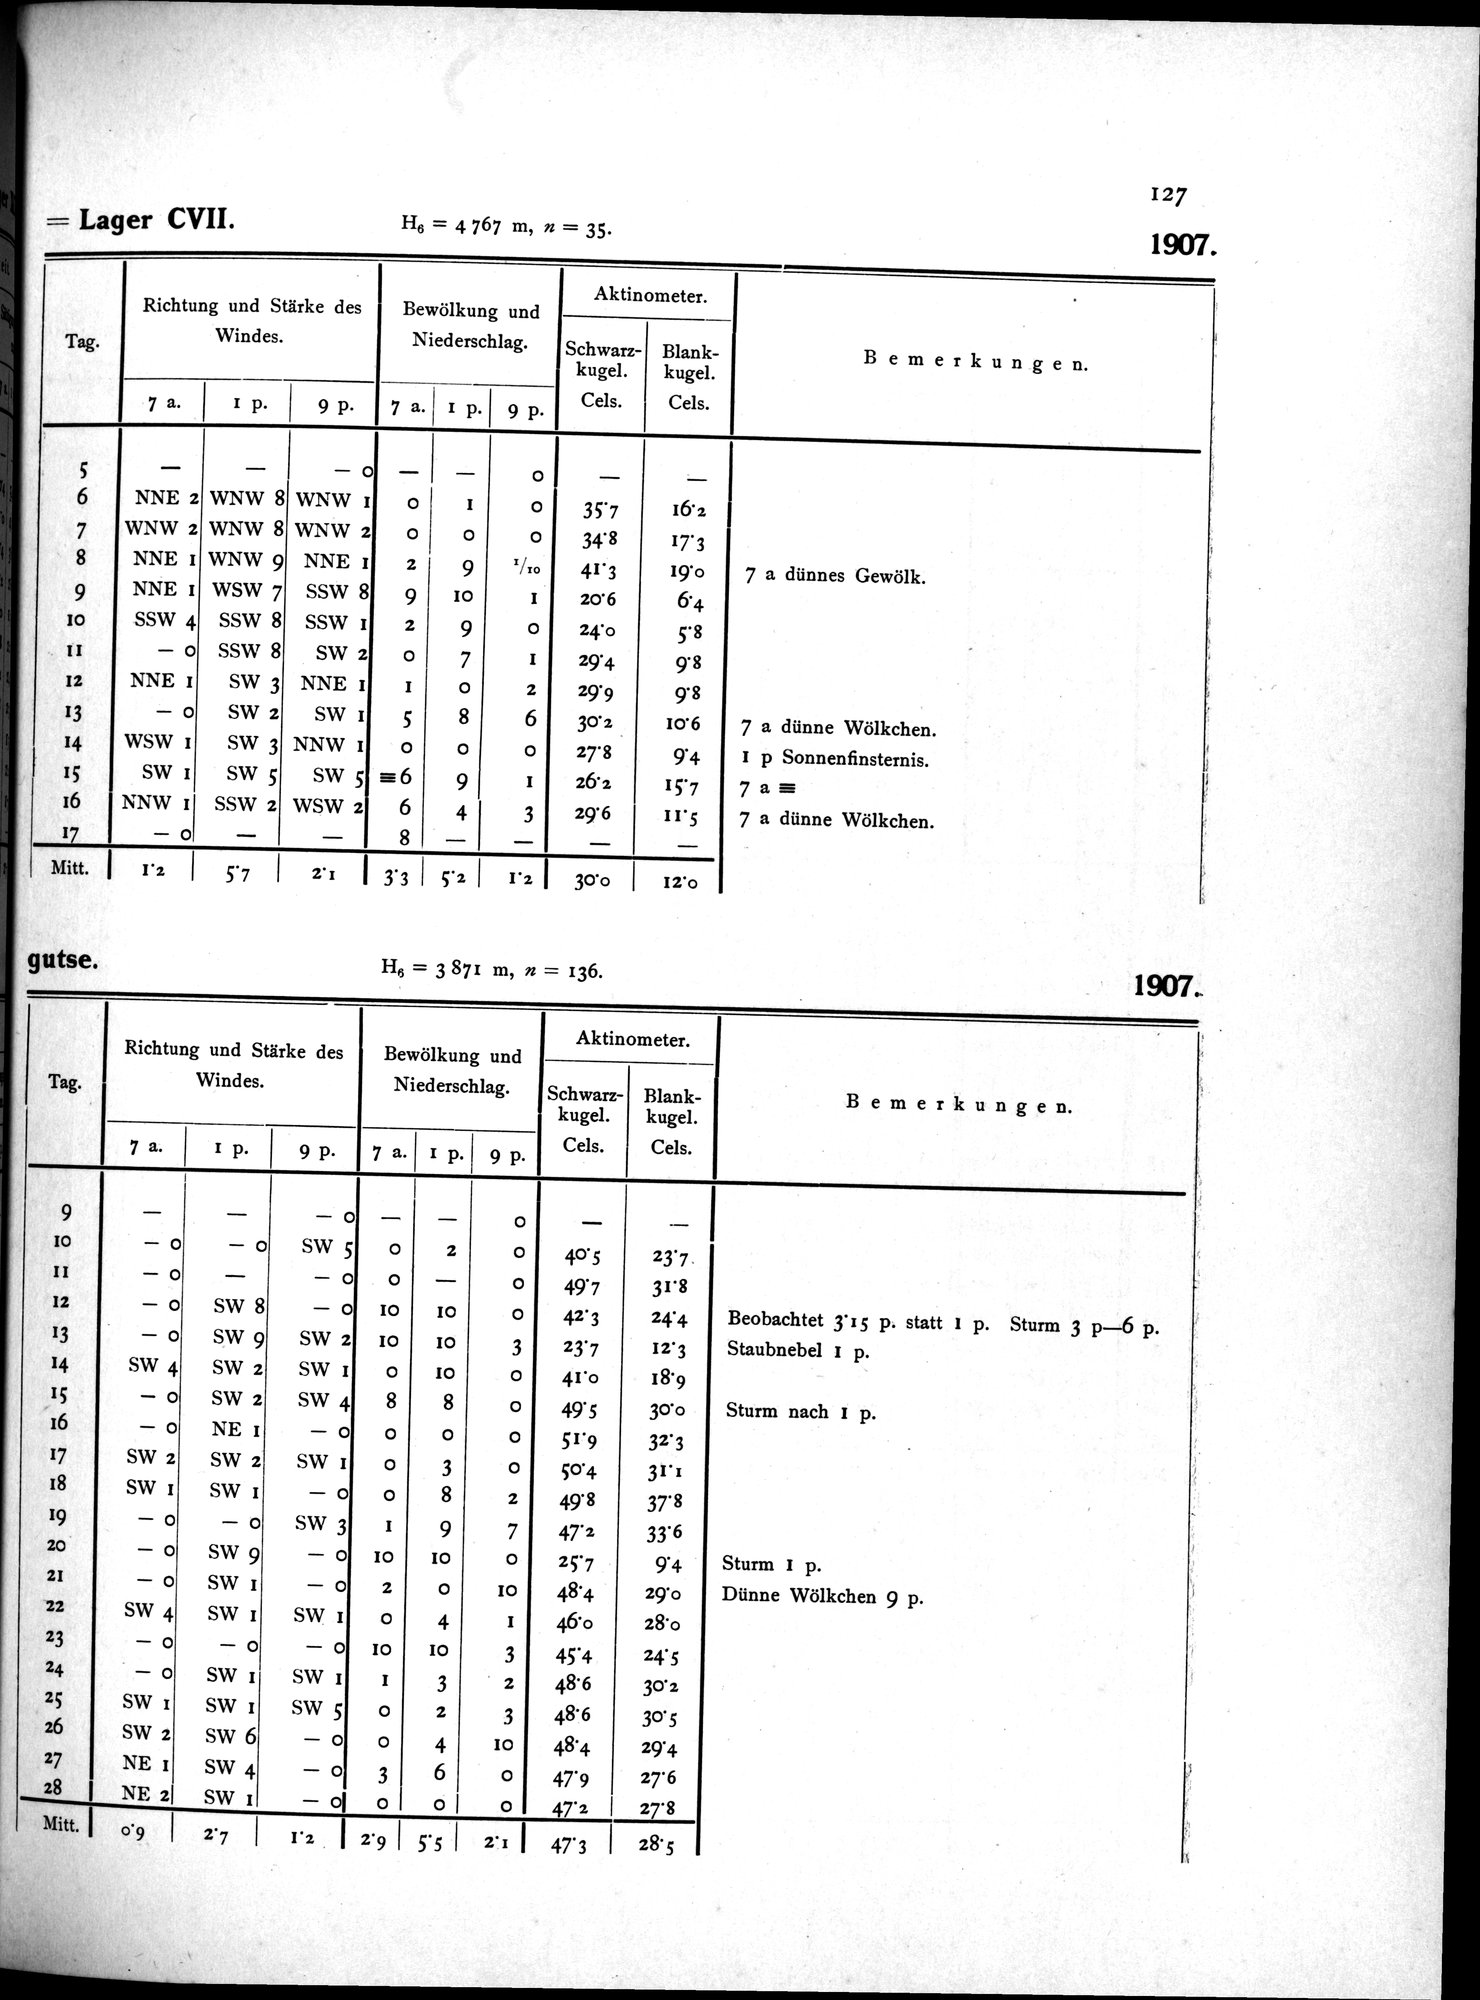 127
= Lager CVII. H₆ = 4 767 m, n = 35. 1907.
Tag. Richtung und Stärke des Windes. Bewölkung und Niederschlag. Aktinometer. Bemerkungen.
Schwarz-kugel. Blank-kugel.
7 a. 1 p. 9 p. 7 a. 1 p. 9 p. Cels. Cels.
5 — — — 0 — — 0 — —
6 NNE 2 WNW 8 WNW 1 0 1 0 35·7 16·2
7 WNW 2 WNW 8 WNW 2 0 0 0 34·8 17·3
8 NNE 1 WNW 9 NNE 1 2 9 1/10 41·3 19·0 7 a dünnes Gewölk.
9 NNE 1 WSW 7 SSW 8 9 10 1 20·6 6·4
10 SSW 4 SSW 8 SSW 1 2 9 0 24·0 5·8
11 — 0 SSW 8 SW 2 0 7 1 29·4 9·8
12 NNE 1 SW 3 NNE 1 1 0 2 29·9 9·8
13 — 0 SW 2 SW 1 5 8 6 30·2 10·6 7 a dünne Wölkchen.
14 WSW 1 SW 3 NNW 1 0 0 0 27·8 9·4 1 p Sonnenfinsternis.
15 SW 1 SW 5 SW 5 ≡6 9 1 26·2 15·7 7 a ≡
16 NNW 1 SSW 2 WSW 2 6 4 3 29·6 11·5 7 a dünne Wölkchen.
17 — 0 — — 8 — — — —
Mitt. 1·2 5·7 2·1 3·3 5·2 1·2 30·0 12·0
gutse. H₆ = 3 871 m, n = 136. 1907.
Tag. Richtung und Stärke des Windes. Bewölkung und Niederschlag. Aktinometer. Bemerkungen.
Schwarz-kugel. Blank-kugel.
7 a. 1 p. 9 p. 7 a. 1 p. 9 p. Cels. Cels.
9 — — — 0 — — 0 — —
10 — 0 — 0 SW 5 0 2 0 40·5 23·7
11 — 0 — — 0 0 — 0 49·7 31·8
12 — 0 SW 8 — 0 10 10 0 42·3 24·4 Beobachtet 3·15 p. statt 1 p. Sturm 3 p—6 p.
13 — 0 SW 9 SW 2 10 10 3 23·7 12·3 Staubnebel 1 p.
14 SW 4 SW 2 SW 1 0 10 0 41·0 18·9
15 — 0 SW 2 SW 4 8 8 0 49·5 30·0 Sturm nach 1 p.
16 — 0 NE 1 — 0 0 0 0 51·9 32·3
17 SW 2 SW 2 SW 1 0 3 0 50·4 31·1
18 SW 1 SW 1 — 0 0 8 2 49·8 37·8
19 — 0 — 0 SW 3 1 9 7 47·2 33·6
20 — 0 SW 9 — 0 10 10 0 25·7 9·4 Sturm 1 p.
21 — 0 SW 1 — 0 2 0 10 48·4 29·0 Dünne Wölkchen 9 p.
22 SW 4 SW 1 SW 1 0 4 1 46·0 28·0
23 — 0 — 0 — 0 10 10 3 45·4 24·5
24 — 0 SW 1 SW 1 1 3 2 48·6 30·2
25 SW 1 SW 1 SW 5 0 2 3 48·6 30·5
26 SW 2 SW 6 — 0 0 4 10 48·4 29·4
27 NE 1 SW 4 — 0 3 6 0 47·9 27·6
28 NE 2 SW 1 — 0 0 0 0 47·2 27·8
Mitt. 0·9 2·7 1·2 2·9 5·5 2·1 47·3 28·5